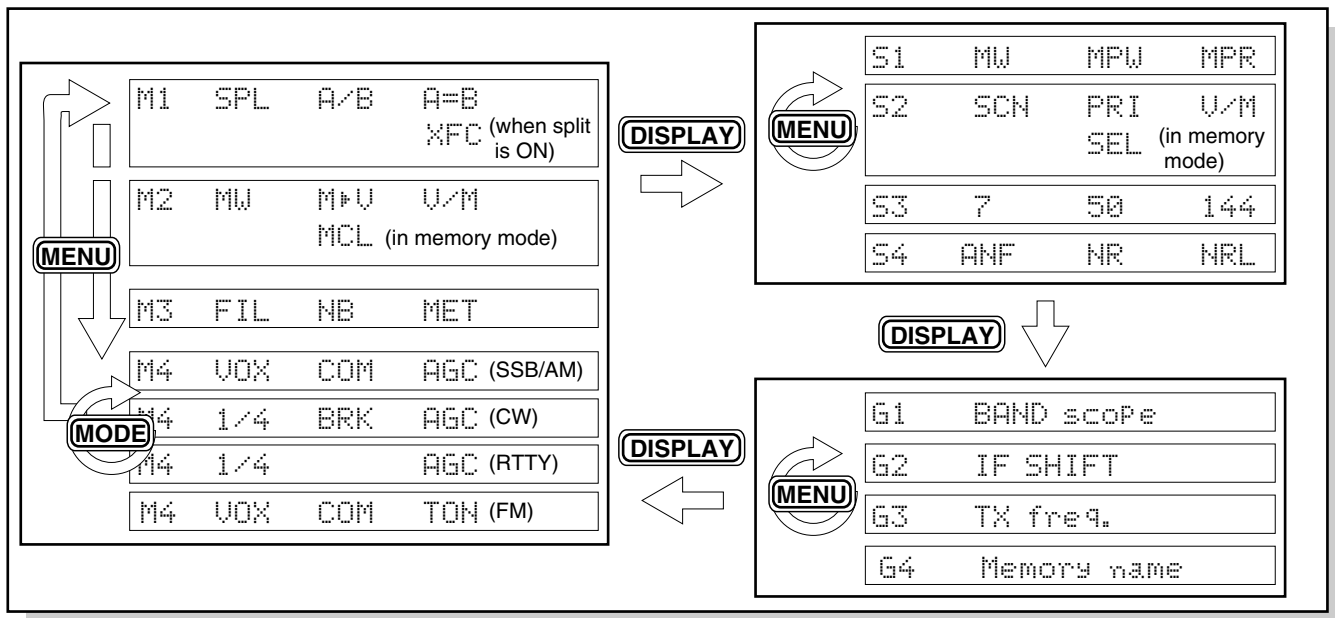 M1 SPL A/B A=B
XFC (when split is ON)
M2 MW M▸V V/M
MCL (in memory mode)
MENU
M3 FIL NB MET
M4 VOX COM AGC (SSB/AM)
M4 1/4 BRK AGC (CW)
MODE
M4 1/4 AGC (RTTY)
M4 VOX COM TON (FM)
DISPLAY
S1 MW MPW MPR
MENU
S2 SCN PRI V/M
SEL (in memory mode)
S3 7 50 144
S4 ANF NR NRL
DISPLAY
G1 BAND scope
G2 IF SHIFT
MENU
G3 TX freq.
G4 Memory name
DISPLAY